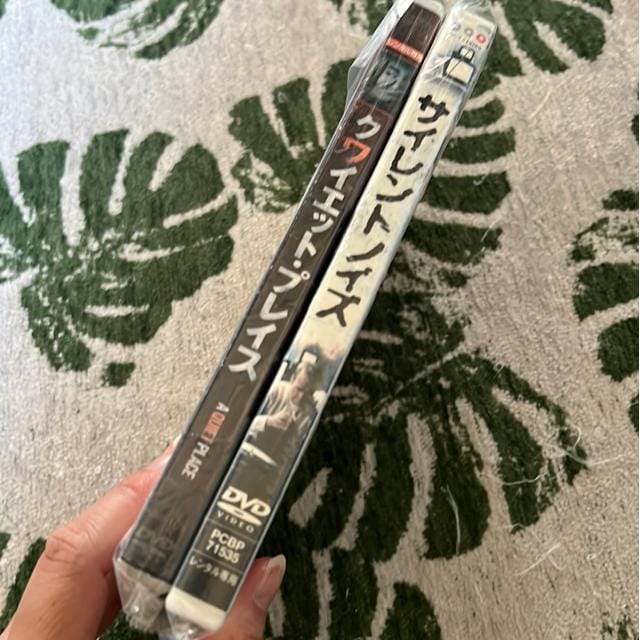 クワイエット・プレイス
A QUIET PLACE
DVD
サイレントノイズ
DVD
VIDEO
PCBP
71535
レンタル専用